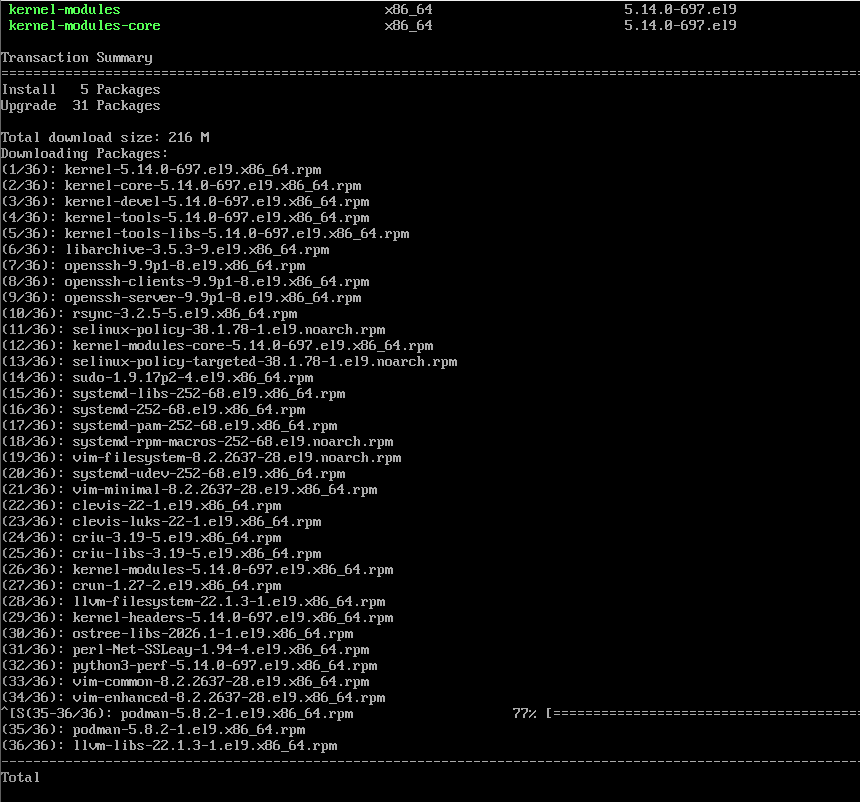 kernel-modules x86_64 5.14.0-697.el9
kernel-modules-core x86_64 5.14.0-697.el9
Transaction Summary
================================================================================
Install 5 Packages
Upgrade 31 Packages
Total download size: 216 M
Downloading Packages:
(1/36): kernel-5.14.0-697.el9.x86_64.rpm
(2/36): kernel-core-5.14.0-697.el9.x86_64.rpm
(3/36): kernel-devel-5.14.0-697.el9.x86_64.rpm
(4/36): kernel-tools-5.14.0-697.el9.x86_64.rpm
(5/36): kernel-tools-libs-5.14.0-697.el9.x86_64.rpm
(6/36): libarchive-3.5.3-9.el9.x86_64.rpm
(7/36): openssh-9.9p1-8.el9.x86_64.rpm
(8/36): openssh-clients-9.9p1-8.el9.x86_64.rpm
(9/36): openssh-server-9.9p1-8.el9.x86_64.rpm
(10/36): rsync-3.2.5-5.el9.x86_64.rpm
(11/36): selinux-policy-38.1.78-1.el9.noarch.rpm
(12/36): kernel-modules-core-5.14.0-697.el9.x86_64.rpm
(13/36): selinux-policy-targeted-38.1.78-1.el9.noarch.rpm
(14/36): sudo-1.9.17p2-4.el9.x86_64.rpm
(15/36): systemd-libs-252-68.el9.x86_64.rpm
(16/36): systemd-252-68.el9.x86_64.rpm
(17/36): systemd-pam-252-68.el9.x86_64.rpm
(18/36): systemd-rpm-macros-252-68.el9.noarch.rpm
(19/36): vim-filesystem-8.2.2637-28.el9.noarch.rpm
(20/36): systemd-udev-252-68.el9.x86_64.rpm
(21/36): vim-minimal-8.2.2637-28.el9.x86_64.rpm
(22/36): clevis-22-1.el9.x86_64.rpm
(23/36): clevis-luks-22-1.el9.x86_64.rpm
(24/36): criu-3.19-5.el9.x86_64.rpm
(25/36): criu-libs-3.19-5.el9.x86_64.rpm
(26/36): kernel-modules-5.14.0-697.el9.x86_64.rpm
(27/36): crun-1.27-2.el9.x86_64.rpm
(28/36): llvm-filesystem-22.1.3-1.el9.x86_64.rpm
(29/36): kernel-headers-5.14.0-697.el9.x86_64.rpm
(30/36): ostree-libs-2026.1-1.el9.x86_64.rpm
(31/36): perl-Net-SSLeay-1.94-4.el9.x86_64.rpm
(32/36): python3-perf-5.14.0-697.el9.x86_64.rpm
(33/36): vim-common-8.2.2637-28.el9.x86_64.rpm
(34/36): vim-enhanced-8.2.2637-28.el9.x86_64.rpm
^[S(35-36/36): podman-5.8.2-1.el9.x86_64.rpm 77% [=======================================
(35/36): podman-5.8.2-1.el9.x86_64.rpm
(36/36): llvm-libs-22.1.3-1.el9.x86_64.rpm
--------------------------------------------------------------------------------
Total